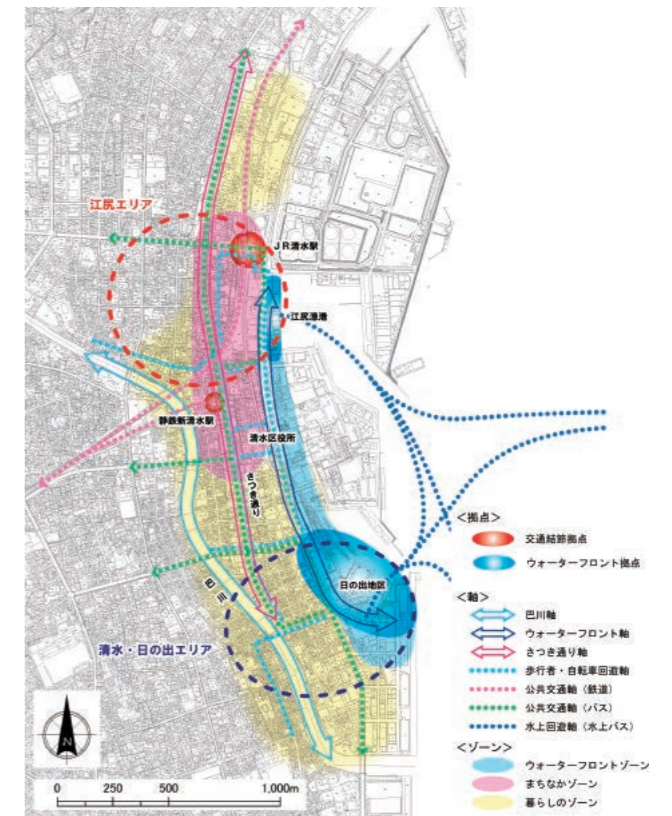 江尻エリア
JR清水駅
江尻漁港
静鉄新清水駅
清水区役所
さつき通り
巴川
日の出地区
清水・日の出エリア
N
0 250 500 1,000m
<拠点>
交通結節拠点
ウォーターフロント拠点
<軸>
巴川軸
ウォーターフロント軸
さつき通り軸
歩行者・自転車回遊軸
公共交通軸（鉄道）
公共交通軸（バス）
水上回遊軸（水上バス）
<ゾーン>
ウォーターフロントゾーン
まちなかゾーン
暮らしのゾーン